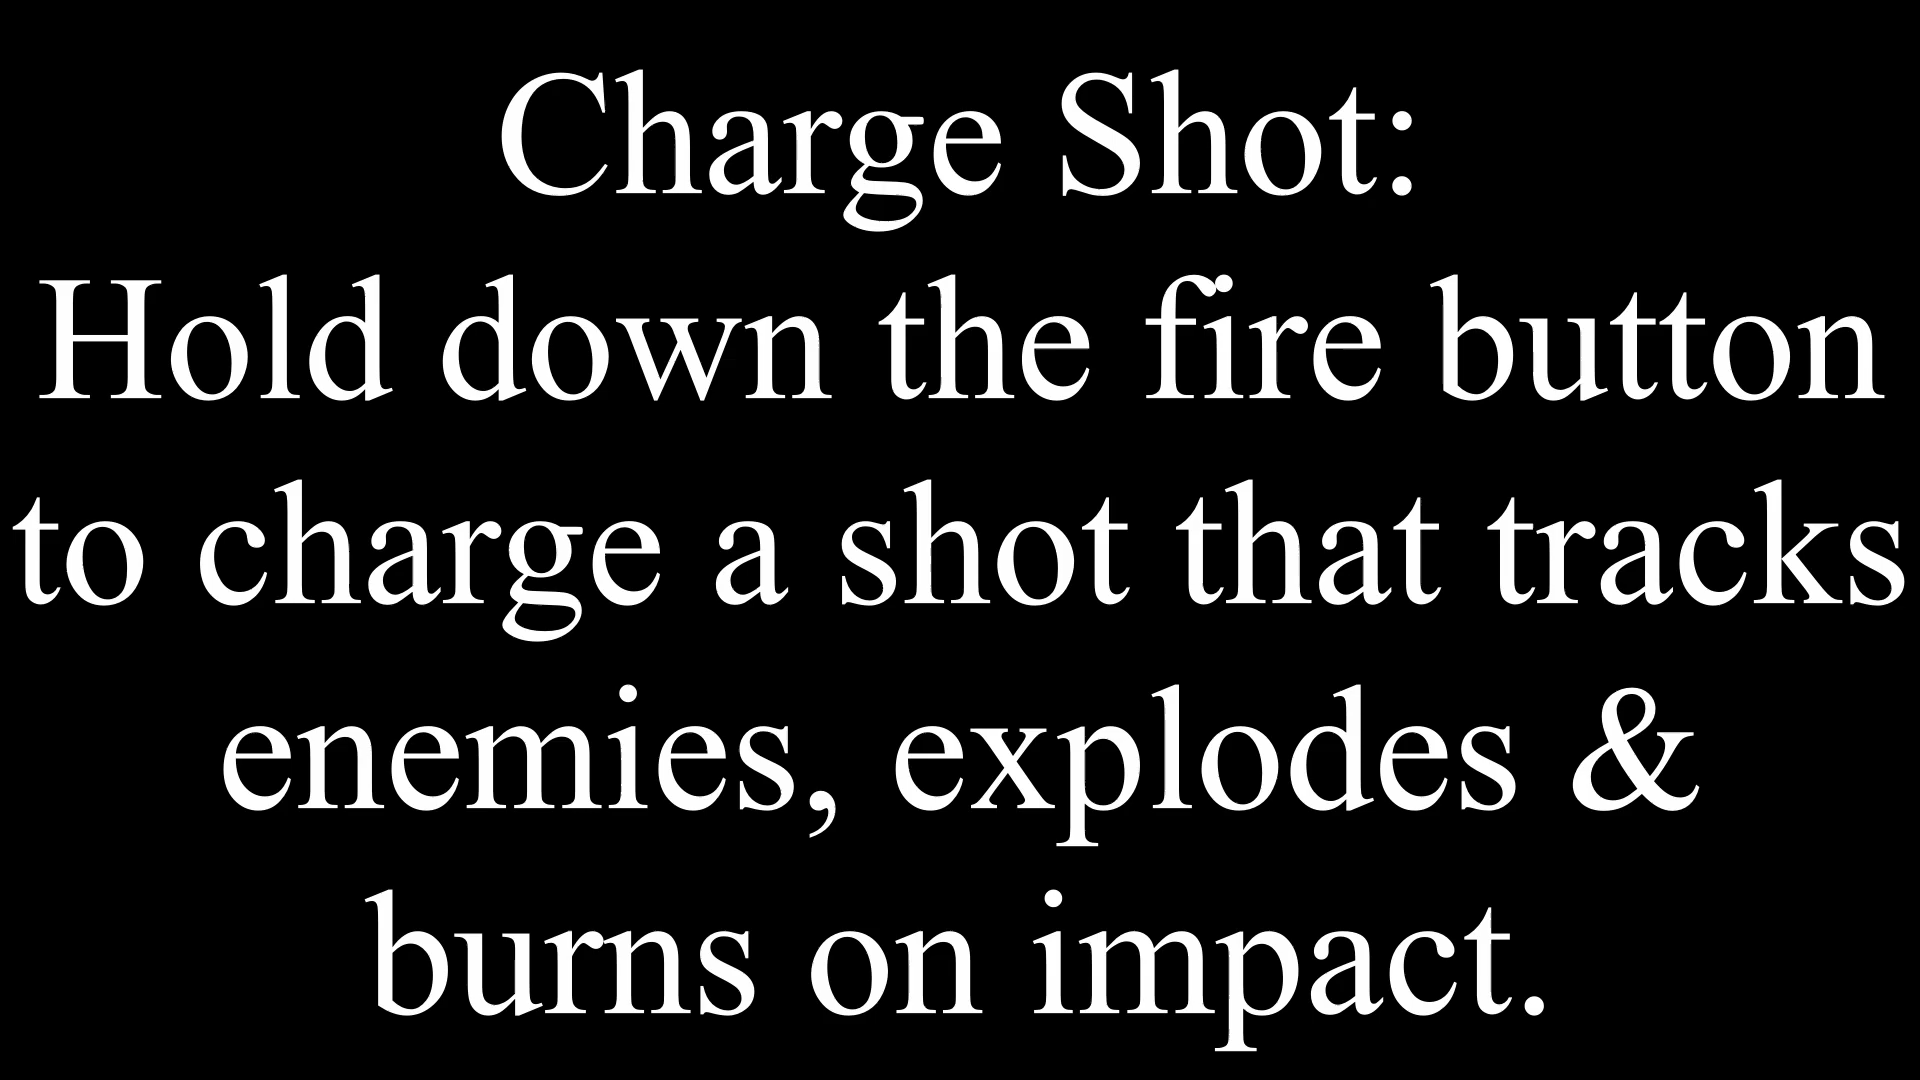 Charge Shot:
Hold down the fire button
to charge a shot that tracks
enemies, explodes &
burns on impact.